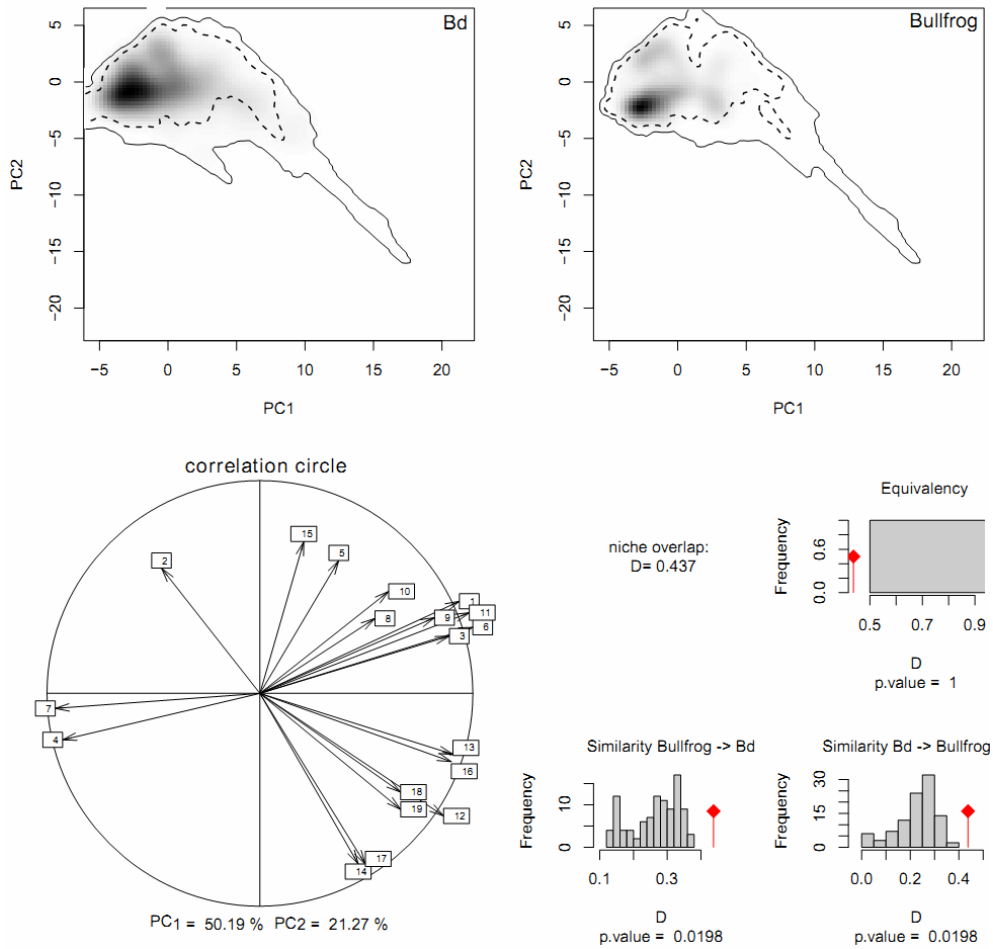 Bd
5
0
−5
−10
−15
−20
PC2
−5 0 5 10 15 20
PC1
Bullfrog
5
0
−5
−10
−15
−20
PC2
−5 0 5 10 15 20
PC1
correlation circle
15
2
5
10
1
11
8
9
6
3
7
4
13
16
18
19
12
17
14
PC1 = 50.19 % PC2 = 21.27 %
niche overlap:
D= 0.437
Equivalency
Frequency
0.0 0.6
0.5 0.7 0.9
D
p.value = 1
Similarity Bullfrog -> Bd
Frequency
0 10
0.1 0.3
D
p.value = 0.0198
Similarity Bd -> Bullfrog
Frequency
0 15 30
0.0 0.2 0.4
D
p.value = 0.0198